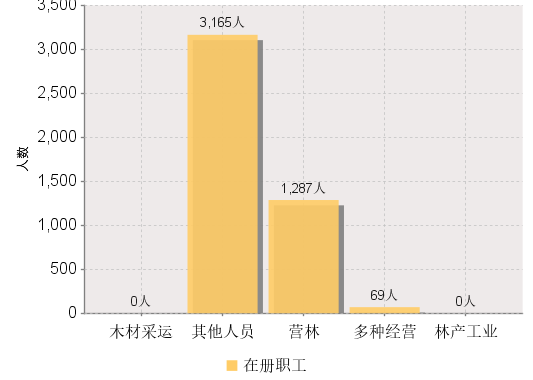 3,500
3,000
2,500
2,000
1,500
1,000
500
0
人数
0人
3,165人
1,287人
69人
0人
木材采运 其他人员 营林 多种经营 林产工业
在册职工